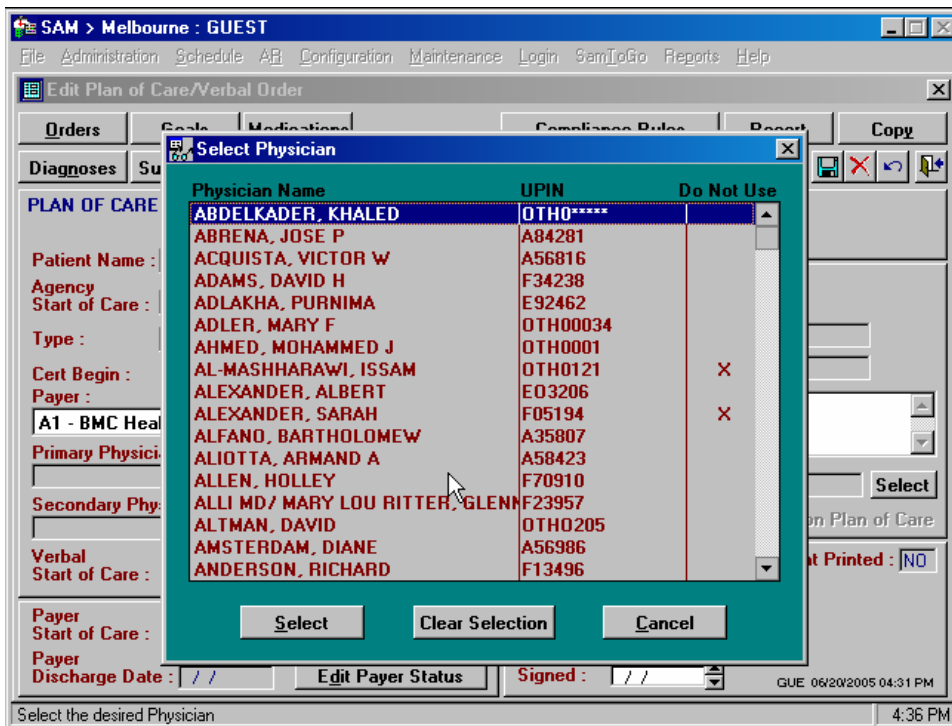 SAM > Melbourne : GUEST
File Administration Schedule AR Configuration Maintenance Login SamToGo Reports Help
Edit Plan of Care/Verbal Order
Orders Goals Medications Compliance Rules Report Copy
Select Physician
Diagnoses Su
Physician Name UPIN Do Not Use
PLAN OF CARE
ABDELKADER, KHALED OTH0*****
ABRENA, JOSE P A84281
Patient Name :
ACQUISTA, VICTOR W A56816
ADAMS, DAVID H F34238
Agency
Start of Care :
ADLAKHA, PURNIMA E92462
ADLER, MARY F OTH00034
Type :
AHMED, MOHAMMED J OTH0001
AL-MASHHARAWI, ISSAM OTH0121 X
Cert Begin :
ALEXANDER, ALBERT EO3206
Payer :
ALEXANDER, SARAH F05194 X
A1 - BMC Heal
ALFANO, BARTHOLOMEW A35807
Primary Physici
ALIOTTA, ARMAND A A58423
ALLEN, HOLLEY F70910
Select
Secondary Phy
ALLI MD/ MARY LOU RITTER, GLENN F23957
ALTMAN, DAVID OTH0205
on Plan of Care
AMSTERDAM, DIANE A56986
Verbal
Start of Care :
ANDERSON, RICHARD F13496
nt Printed : NO
Select Clear Selection Cancel
Payer
Start of Care :
Payer
Discharge Date : / / Edit Payer Status Signed : / / GUE 06/20/2005 04:31 PM
Select the desired Physician 4:36 PM